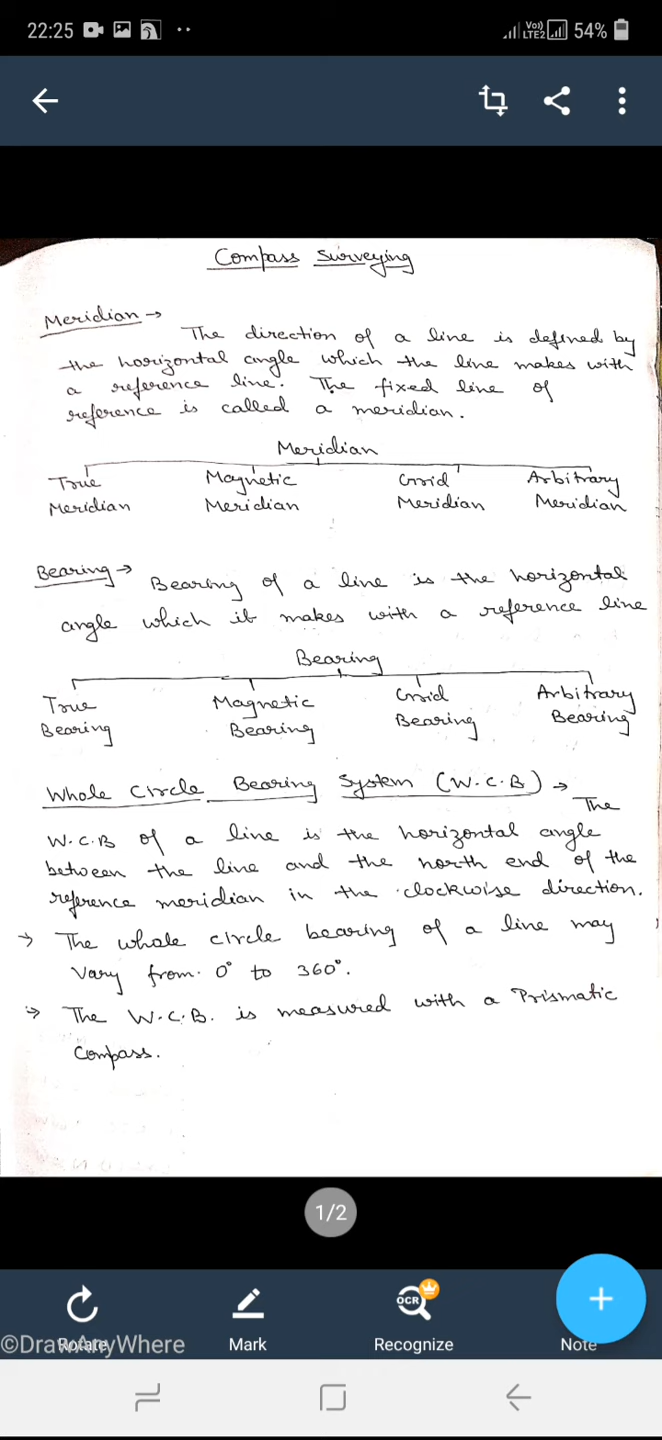 22:25
Vo)) LTE2 54%
Compass Surveying
Meridian →
The direction of a line is defined by
the horizontal angle which the line makes with
a reference line. The fixed line of
reference is called a meridian.
Meridian
True Meridian
Magnetic Meridian
Grid Meridian
Arbitrary Meridian
Bearing →
Bearing of a line is the horizontal
angle which it makes with a reference line
Bearing
True Bearing
Magnetic Bearing
Grid Bearing
Arbitrary Bearing
Whole Circle Bearing System (W.C.B) →
The
W.C.B of a line is the horizontal angle
between the line and the north end of the
reference meridian in the clockwise direction.
→ The whole circle bearing of a line may
vary from 0° to 360°.
→ The W.C.B. is measured with a Prismatic
Compass.
1/2
OCR
+
Rotate Mark Recognize Note
©DrawAnyWhere